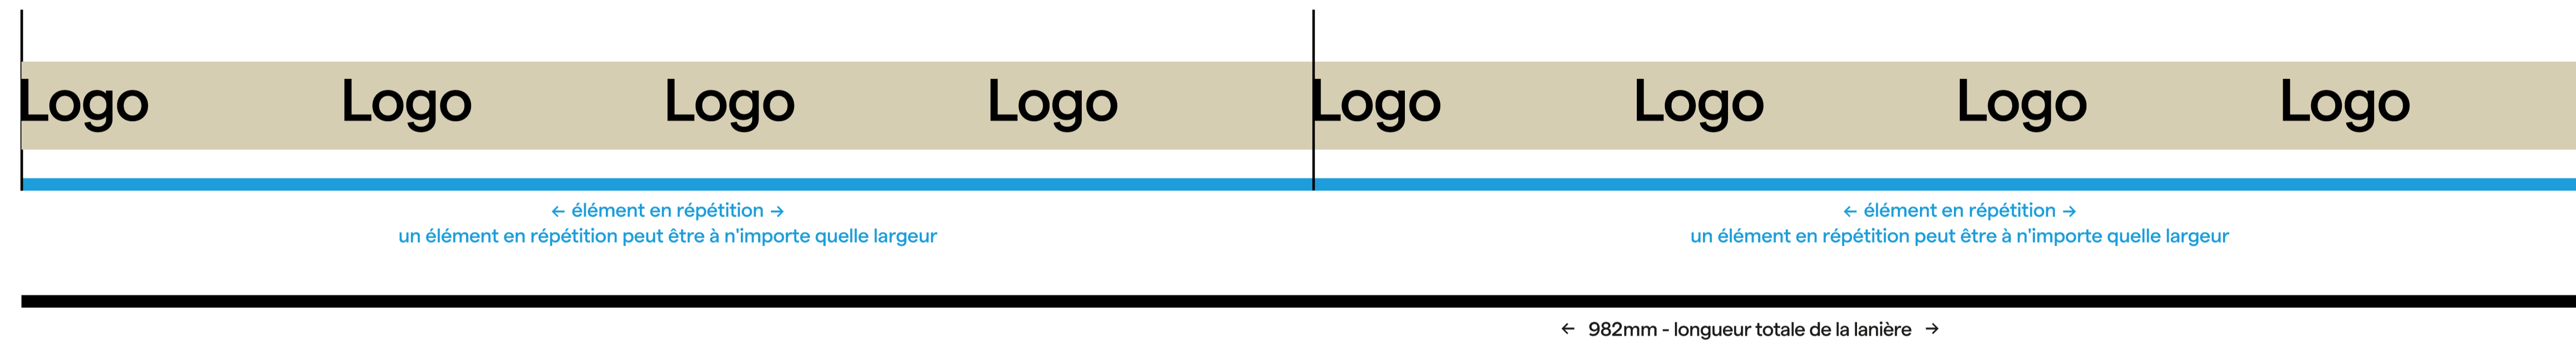 Logo Logo Logo Logo Logo Logo Logo Logo
← élément en répétition → ← élément en répétition →
un élément en répétition peut être à n'importe quelle largeur un élément en répétition peut être à n'importe quelle largeur
← 982mm - longueur totale de la lanière →